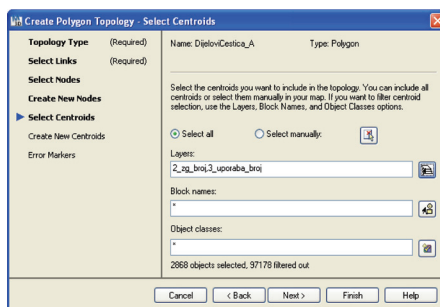 Create Polygon Topology - Select Centroids
Topology Type (Required)
Select Links (Required)
Select Nodes
Create New Nodes
Select Centroids
Create New Centroids
Error Markers
Name: DijeloviCestica_A Type: Polygon
Select the centroids you want to include in the topology. You can include all
centroids or select them manually in your map. If you want to filter centroid
selection, use the Layers, Block Names, and Object Classes options.
Select all Select manually:
Layers:
2_zg_broj,3_uporaba_broj
Block names:
*
Object classes:
*
2868 objects selected, 97178 filtered out
Cancel < Back Next > Finish Help